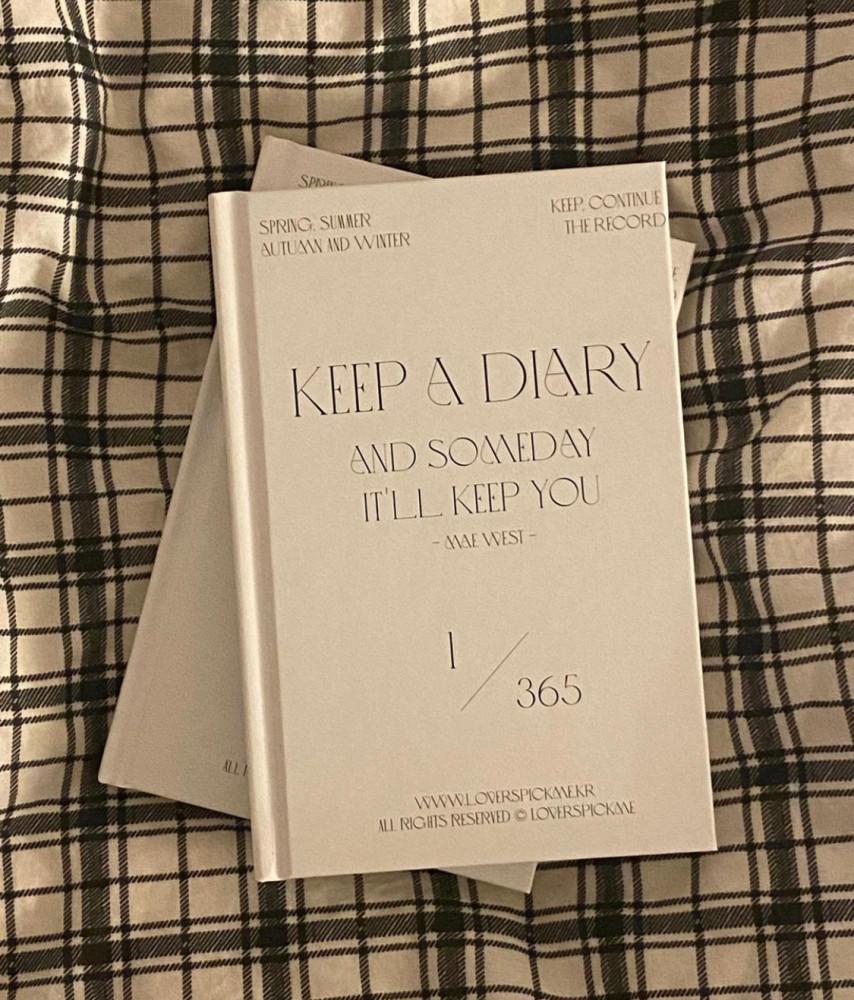 SPRING, SUMMER
AUTUMN AND WINTER
KEEP, CONTINUE
THE RECORD
KEEP A DIARY
AND SOMEDAY
IT'LL KEEP YOU
- MAE WEST -
1 / 365
WWW.LOVERSPICKME.KR
ALL RIGHTS RESERVED © LOVERSPICKME
ALL